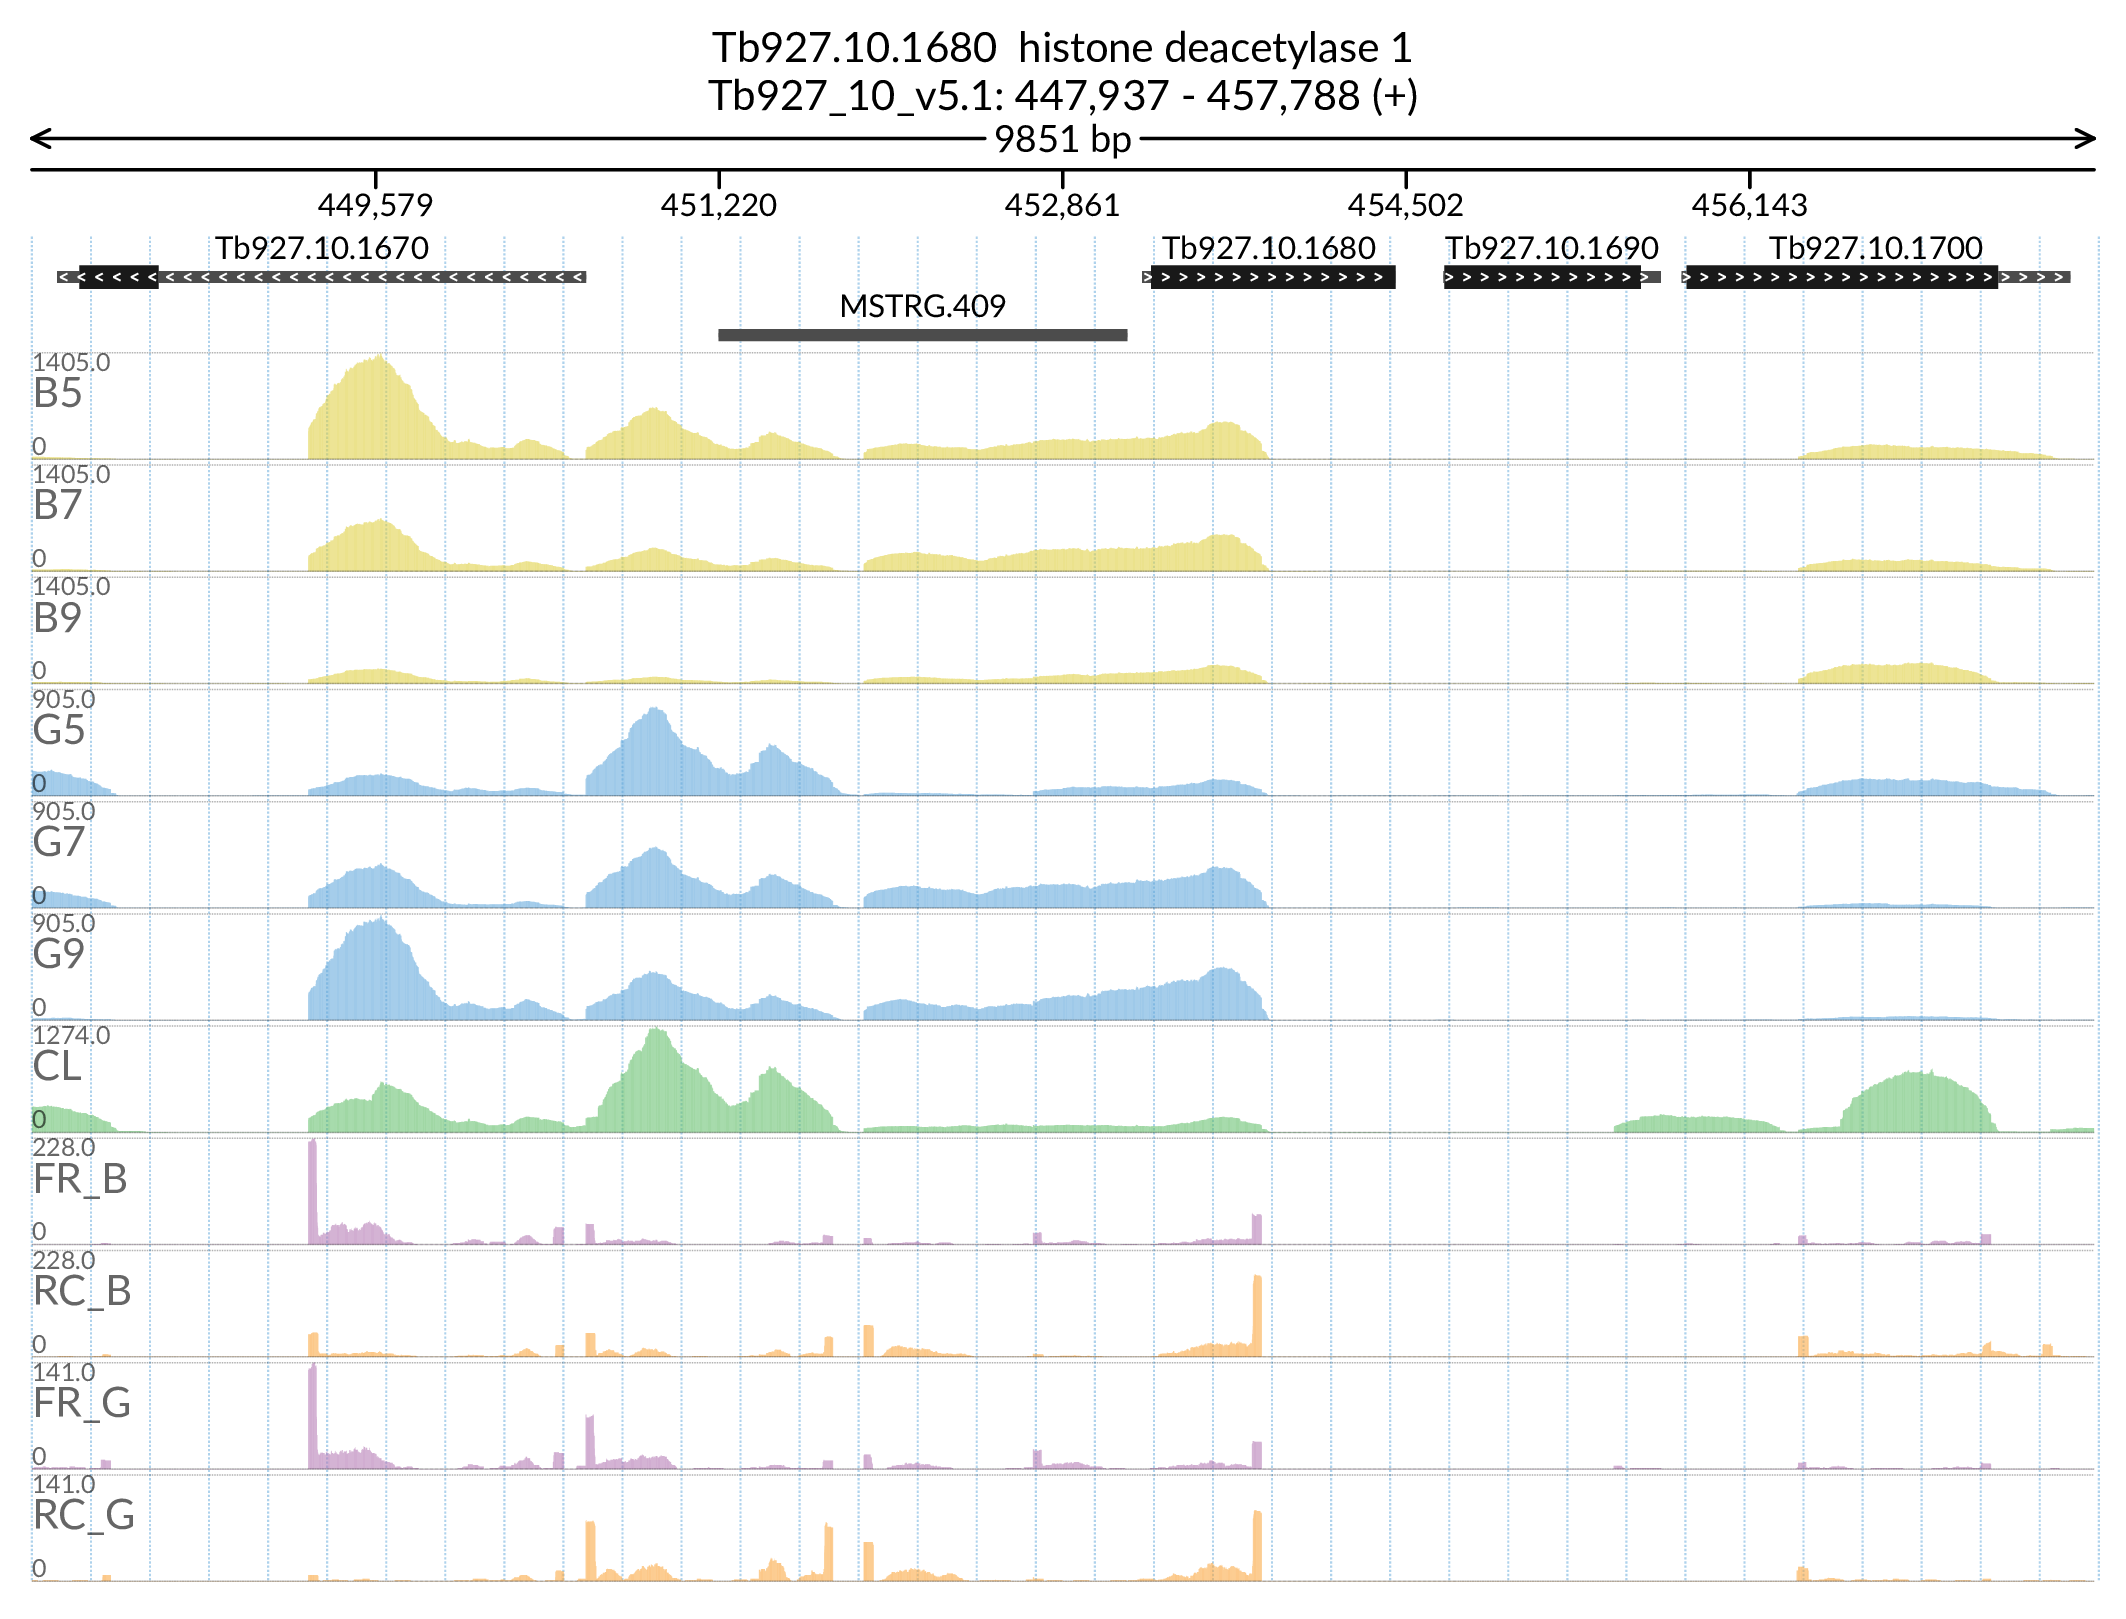 Tb927.10.1680  histone deacetylase 1
Tb927_10_v5.1: 447,937 - 457,788 (+)
9851 bp
449,579 451,220 452,861 454,502 456,143
Tb927.10.1670 Tb927.10.1680 Tb927.10.1690 Tb927.10.1700
MSTRG.409
1405.0
B5
0
1405.0
B7
0
1405.0
B9
0
905.0
G5
0
905.0
G7
0
905.0
G9
0
1274.0
CL
0
228.0
FR_B
0
228.0
RC_B
0
141.0
FR_G
0
141.0
RC_G
0